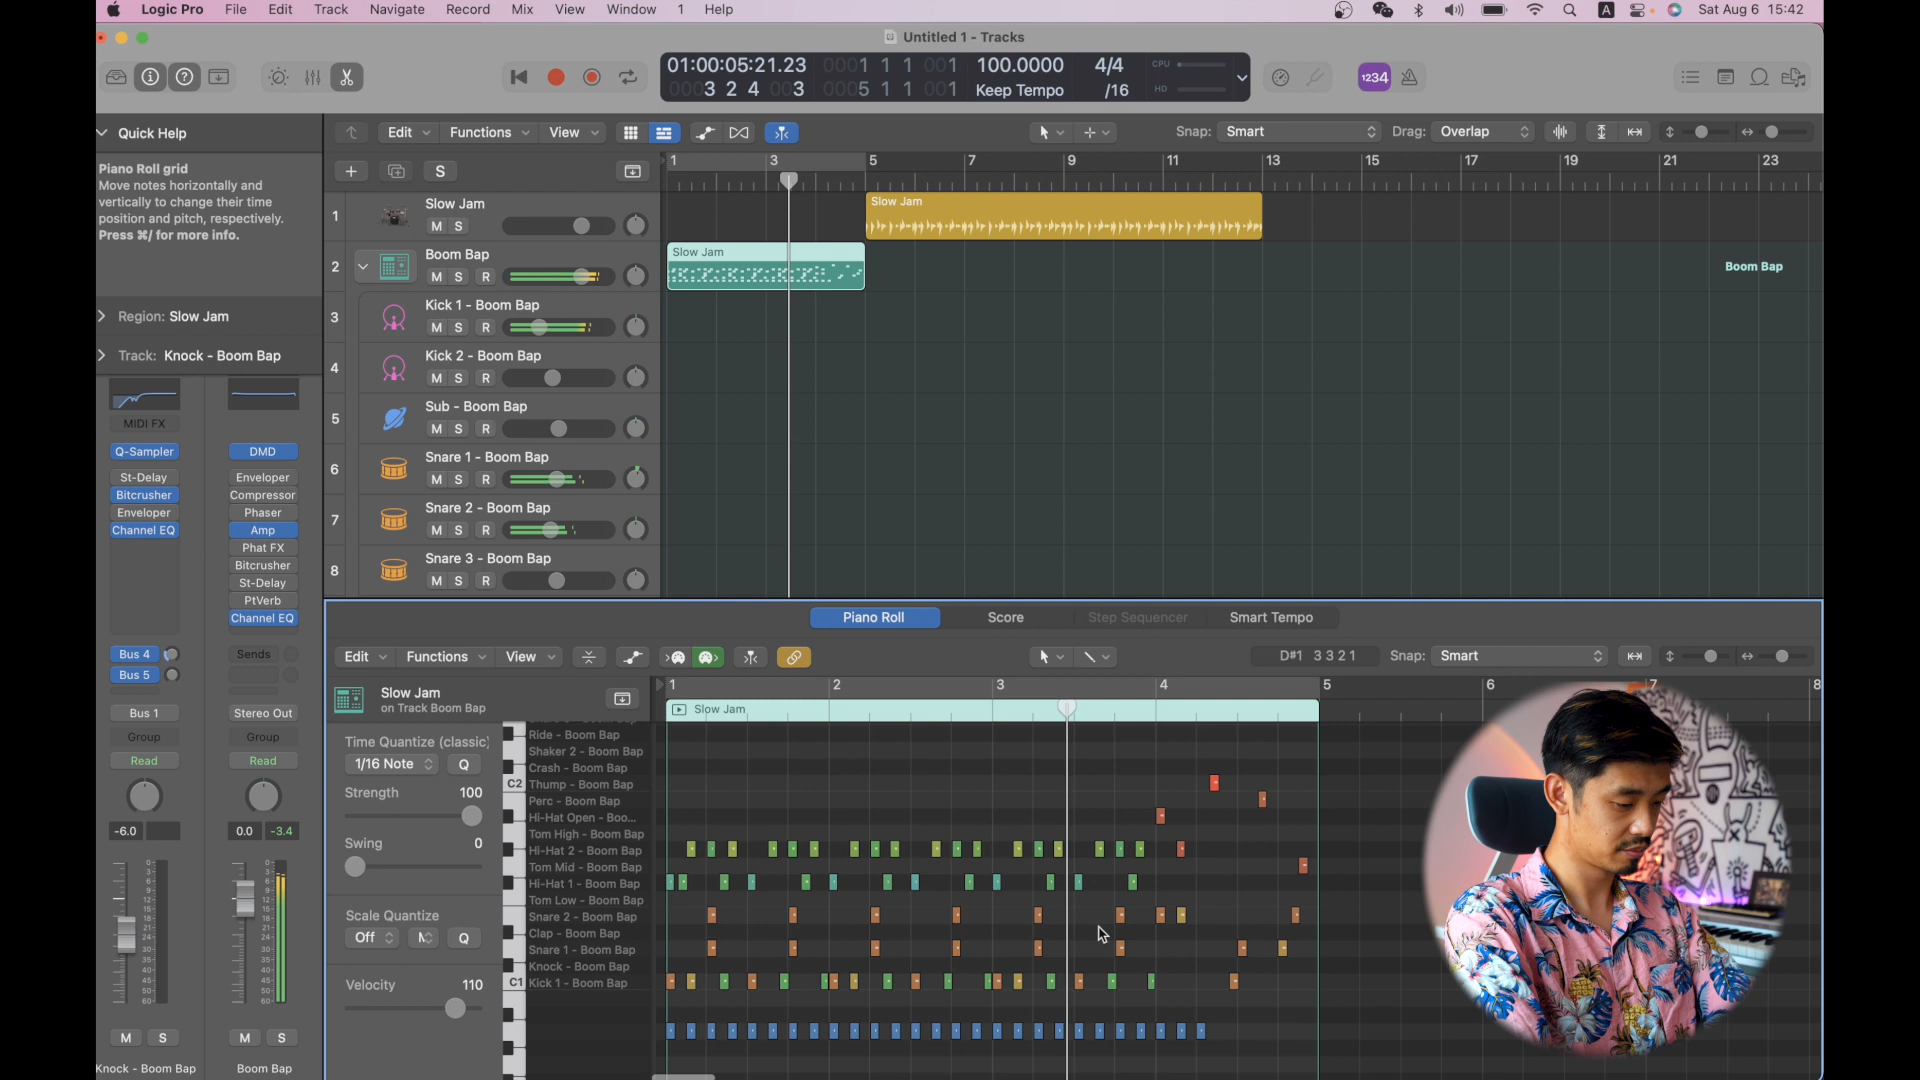 Logic Pro File Edit Track Navigate Record Mix View Window 1 Help
A Sat Aug 6 15:42
Untitled 1 - Tracks
01:00:05:21.23 0001 1 1 001 100.0000 4/4 CPU
0003 2 4 003 0005 1 1 001 Keep Tempo /16 HD
1234
Quick Help
Edit Functions View Snap: Smart Drag: Overlap
Piano Roll grid
Move notes horizontally and
vertically to change their time
position and pitch, respectively.
Press ⌘/ for more info.
S
1 3 5 7 9 11 13 15 17 19 21 23
1 Slow Jam
M S
Slow Jam
2 Boom Bap
M S R
Slow Jam
Boom Bap
Region: Slow Jam
Track: Knock - Boom Bap
3 Kick 1 - Boom Bap
M S R
4 Kick 2 - Boom Bap
M S R
5 Sub - Boom Bap
M S R
6 Snare 1 - Boom Bap
M S R
7 Snare 2 - Boom Bap
M S R
8 Snare 3 - Boom Bap
M S R
MIDI FX
Q-Sampler
St-Delay
Bitcrusher
Enveloper
Channel EQ
Bus 4
Bus 5
Bus 1
Group
Read
-6.0
M S
Knock - Boom Bap
DMD
Enveloper
Compressor
Phaser
Amp
Phat FX
Bitcrusher
St-Delay
PtVerb
Channel EQ
Sends
Stereo Out
Group
Read
0.0 -3.4
M S
Boom Bap
Piano Roll Score Step Sequencer Smart Tempo
Edit Functions View D#1 3 3 2 1 Snap: Smart
Slow Jam
on Track Boom Bap
1 2 3 4 5 6 7 8
Slow Jam
Time Quantize (classic)
1/16 Note Q
Strength 100
Swing 0
Scale Quantize
Off Q
Velocity 110
Ride - Boom Bap
Shaker 2 - Boom Bap
Crash - Boom Bap
C2 Thump - Boom Bap
Perc - Boom Bap
Hi-Hat Open - Boo...
Tom High - Boom Bap
Hi-Hat 2 - Boom Bap
Tom Mid - Boom Bap
Hi-Hat 1 - Boom Bap
Tom Low - Boom Bap
Snare 2 - Boom Bap
Clap - Boom Bap
Snare 1 - Boom Bap
Knock - Boom Bap
C1 Kick 1 - Boom Bap